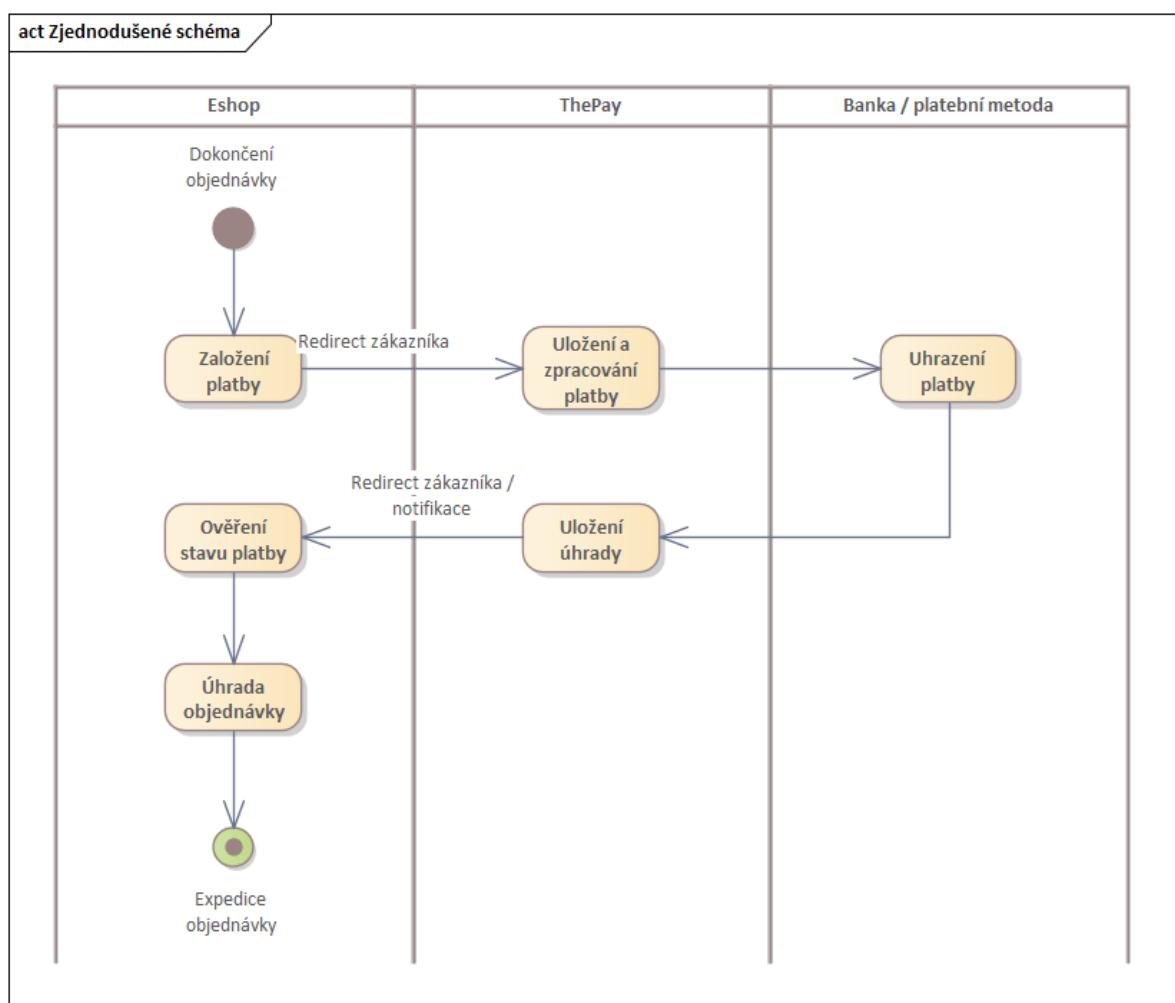 act Zjednodušené schéma
Eshop
ThePay
Banka / platební metoda
Dokončení
objednávky
Redirect zákazníka
Založení
platby
Uložení a
zpracování
platby
Uhrazení
platby
Redirect zákazníka /
notifikace
Ověření
stavu platby
Uložení
úhrady
Úhrada
objednávky
Expedice
objednávky